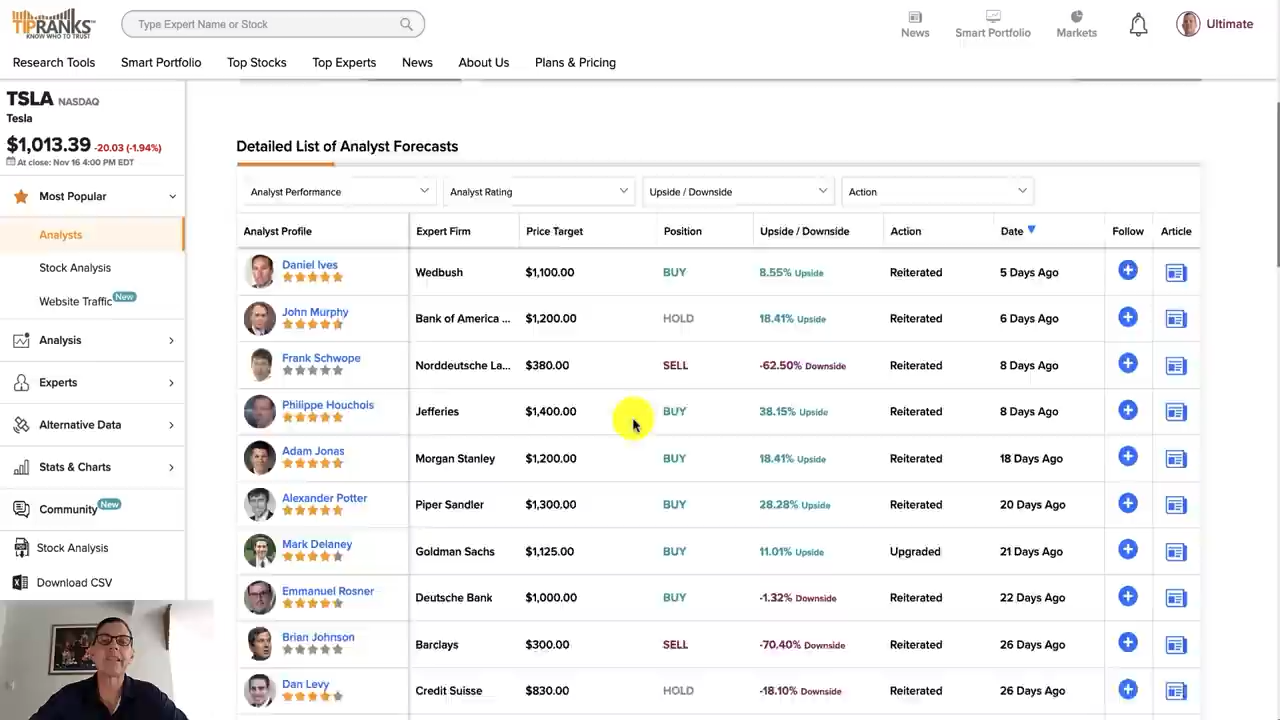 TIPRANKS
KNOW WHO TO TRUST
Type Expert Name or Stock
News
Smart Portfolio
Markets
Ultimate
Research Tools
Smart Portfolio
Top Stocks
Top Experts
News
About Us
Plans & Pricing
TSLA NASDAQ
Tesla
$1,013.39 -20.03 (-1.94%)
At close: Nov 16 4:00 PM EDT
Most Popular
Analysts
Stock Analysis
Website Traffic New
Analysis
Experts
Alternative Data
Stats & Charts
Community New
Stock Analysis
Download CSV
Detailed List of Analyst Forecasts
Analyst Performance
Analyst Rating
Upside / Downside
Action
Analyst Profile Expert Firm Price Target Position Upside / Downside Action Date Follow Article
Daniel Ives Wedbush $1,100.00 BUY 8.55% Upside Reiterated 5 Days Ago
John Murphy Bank of America ... $1,200.00 HOLD 18.41% Upside Reiterated 6 Days Ago
Frank Schwope Norddeutsche La... $380.00 SELL -62.50% Downside Reiterated 8 Days Ago
Philippe Houchois Jefferies $1,400.00 BUY 38.15% Upside Reiterated 8 Days Ago
Adam Jonas Morgan Stanley $1,200.00 BUY 18.41% Upside Reiterated 18 Days Ago
Alexander Potter Piper Sandler $1,300.00 BUY 28.28% Upside Reiterated 20 Days Ago
Mark Delaney Goldman Sachs $1,125.00 BUY 11.01% Upside Upgraded 21 Days Ago
Emmanuel Rosner Deutsche Bank $1,000.00 BUY -1.32% Downside Reiterated 22 Days Ago
Brian Johnson Barclays $300.00 SELL -70.40% Downside Reiterated 26 Days Ago
Dan Levy Credit Suisse $830.00 HOLD -18.10% Downside Reiterated 26 Days Ago